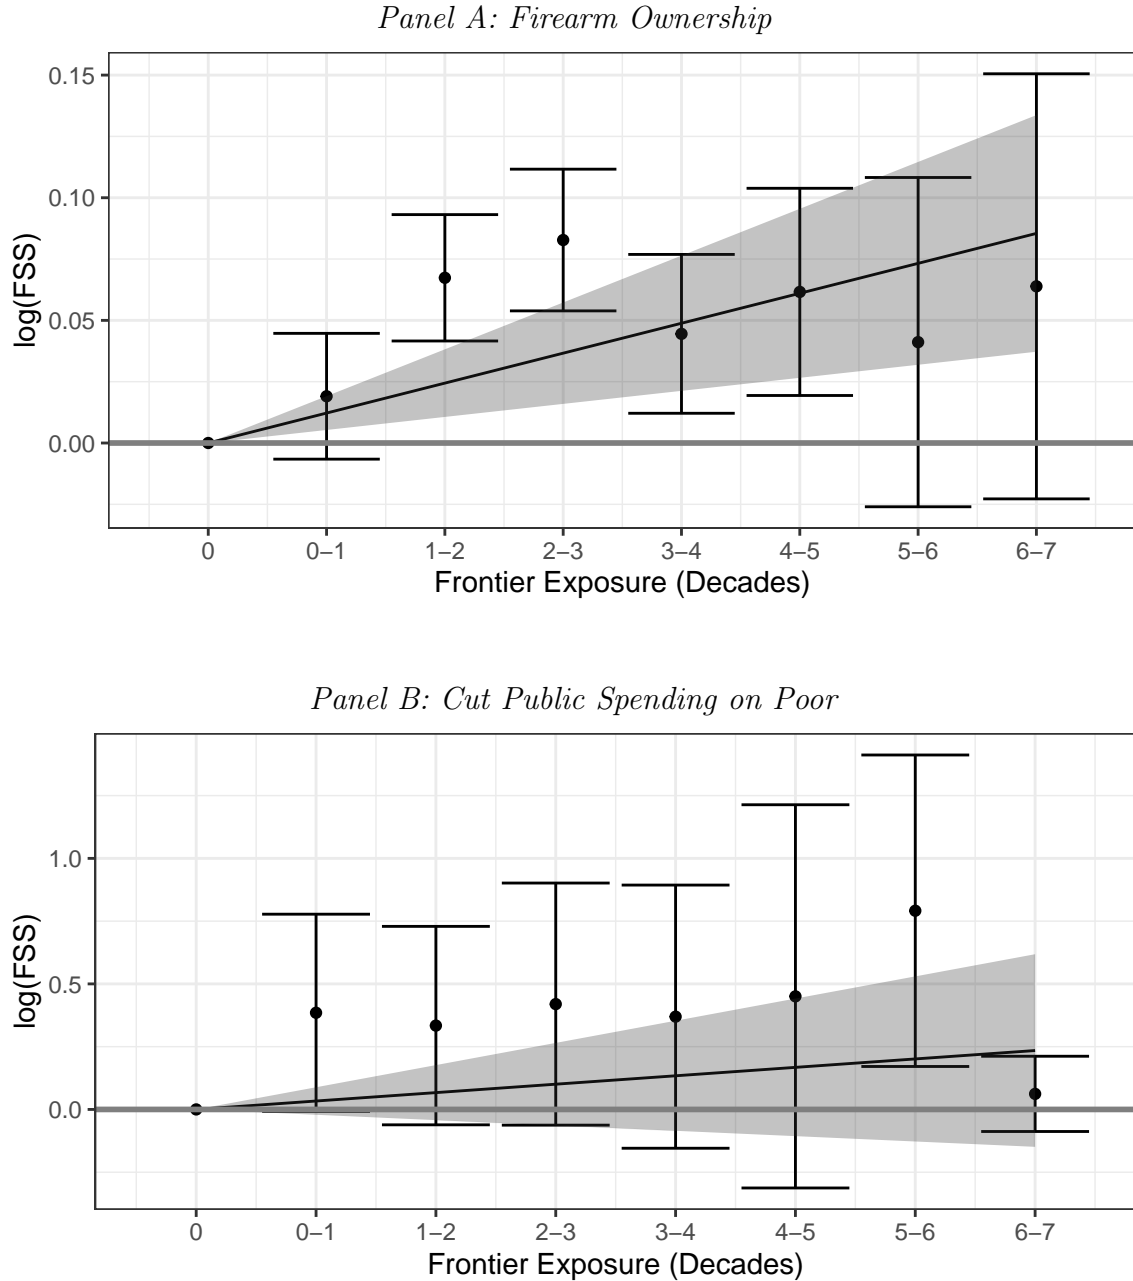 Panel A: Firearm Ownership
0.15
0.10
0.05
0.00
log(FSS)
0 0–1 1–2 2–3 3–4 4–5 5–6 6–7
Frontier Exposure (Decades)
Panel B: Cut Public Spending on Poor
1.0
0.5
0.0
log(FSS)
0 0–1 1–2 2–3 3–4 4–5 5–6 6–7
Frontier Exposure (Decades)